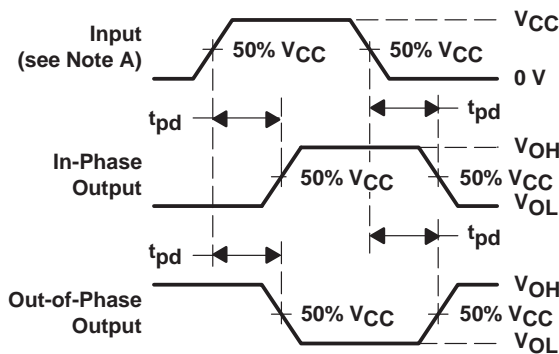 Input
(see Note A)
50% VCC
50% VCC
VCC
0 V
tpd
tpd
In-Phase
Output
50% VCC
VOH
50% VCC
VOL
tpd
tpd
Out-of-Phase
Output
50% VCC
VOH
50% VCC
VOL